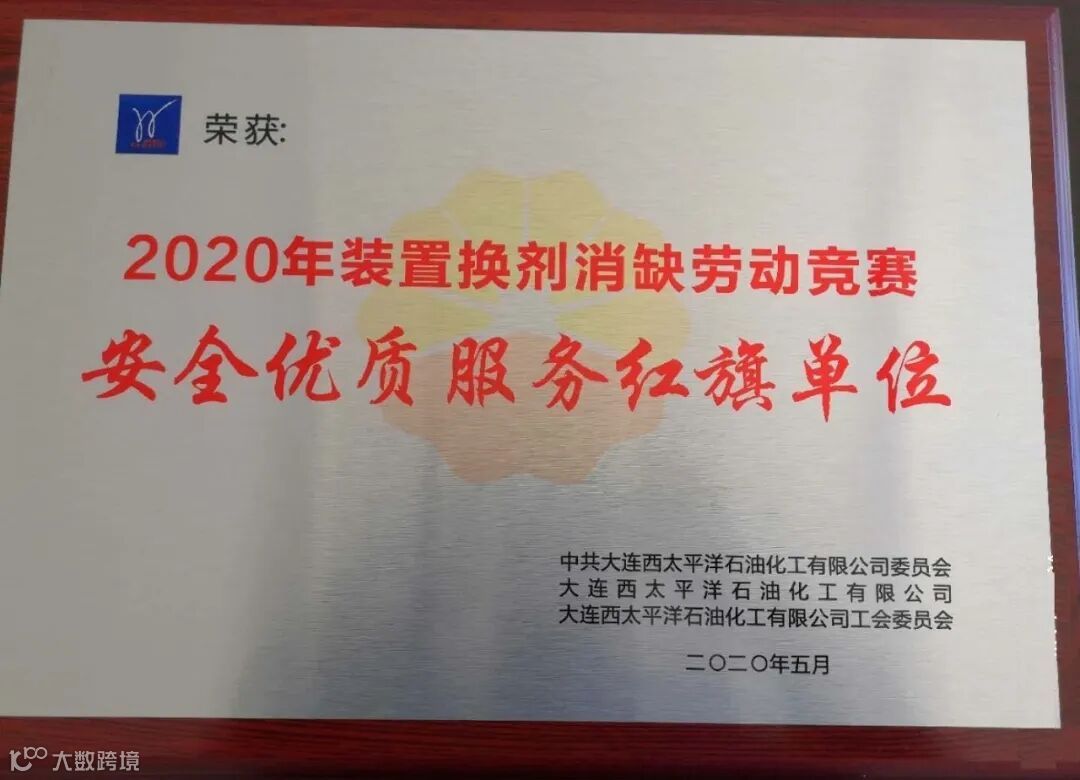 荣获:
2020年装置换剂消缺劳动竞赛
安全优质服务红旗单位
中共大连西太平洋石油化工有限公司委员会
大连西太平洋石油化工有限公司
大连西太平洋石油化工有限公司工会委员会
二〇二〇年五月
大数跨境